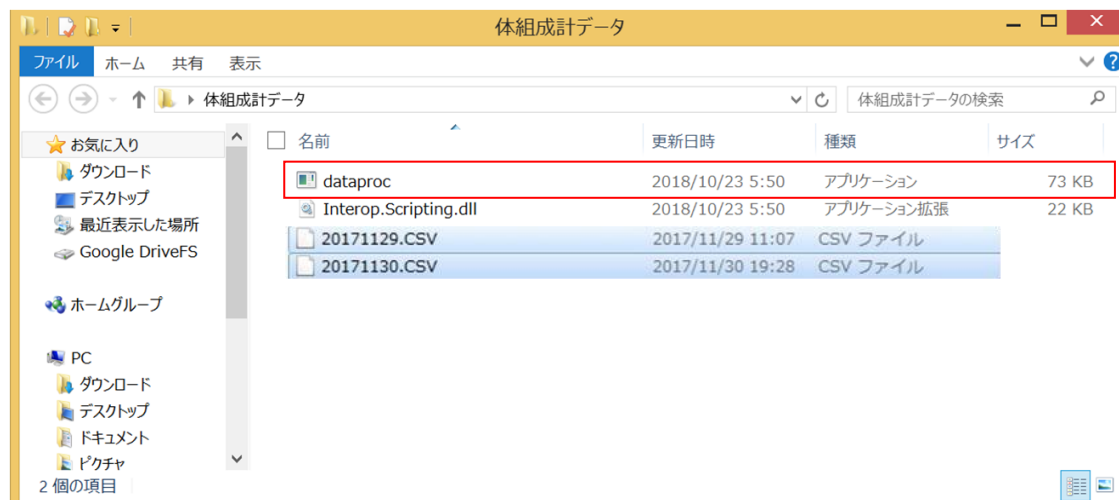 体組成計データ
ファイル ホーム 共有 表示
体組成計データ 体組成計データの検索
お気に入り
ダウンロード
デスクトップ
最近表示した場所
Google DriveFS
ホームグループ
PC
ダウンロード
デスクトップ
ドキュメント
ピクチャ
名前 更新日時 種類 サイズ
dataproc 2018/10/23 5:50 アプリケーション 73 KB
Interop.Scripting.dll 2018/10/23 5:50 アプリケーション拡張 22 KB
20171129.CSV 2017/11/29 11:07 CSV ファイル
20171130.CSV 2017/11/30 19:28 CSV ファイル
2 個の項目